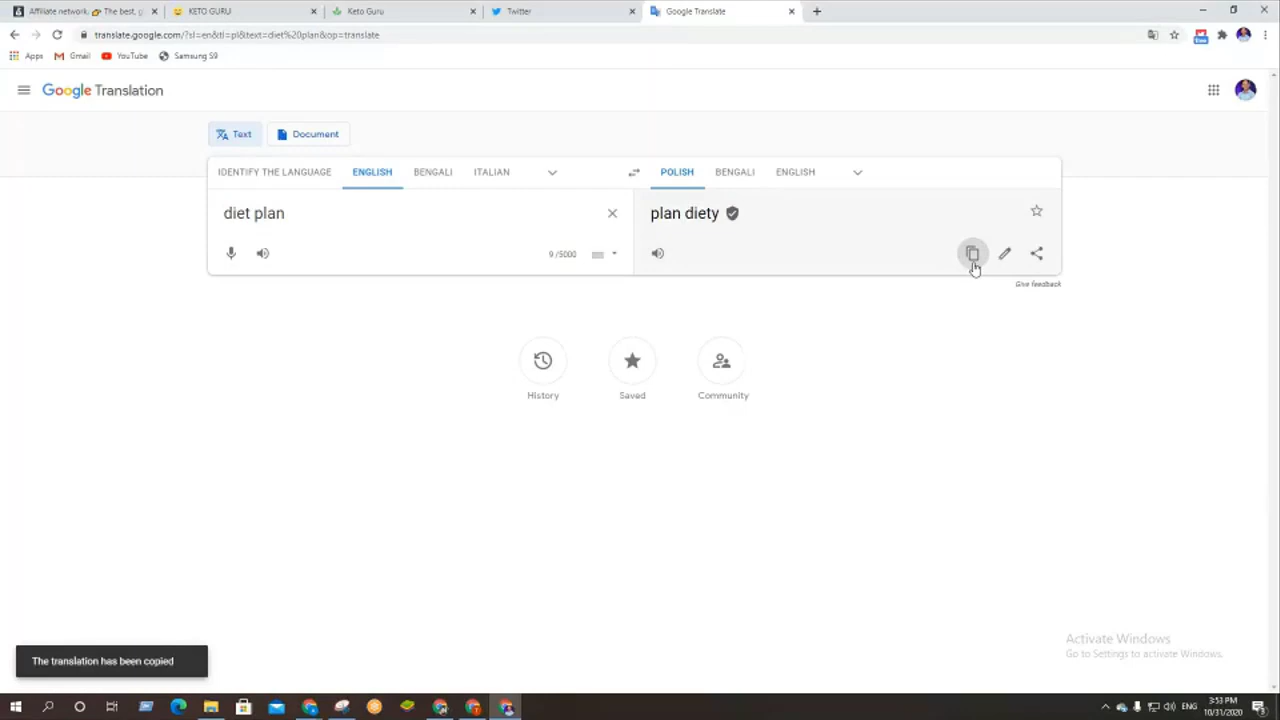 Affiliate network. 👉 The best, g
KETO GURU
Keto Guru
Twitter
Google Translate
translate.google.com/?sl=en&tl=pl&text=diet%20plan&op=translate
Apps
Gmail
YouTube
Samsung S9
Google Translation
Text
Document
IDENTIFY THE LANGUAGE
ENGLISH
BENGALI
ITALIAN
POLISH
BENGALI
ENGLISH
diet plan
plan diety
9 /5000
Give feedback
History
Saved
Community
Activate Windows
Go to Settings to activate Windows.
The translation has been copied
ENG
3:53 PM
10/31/2020